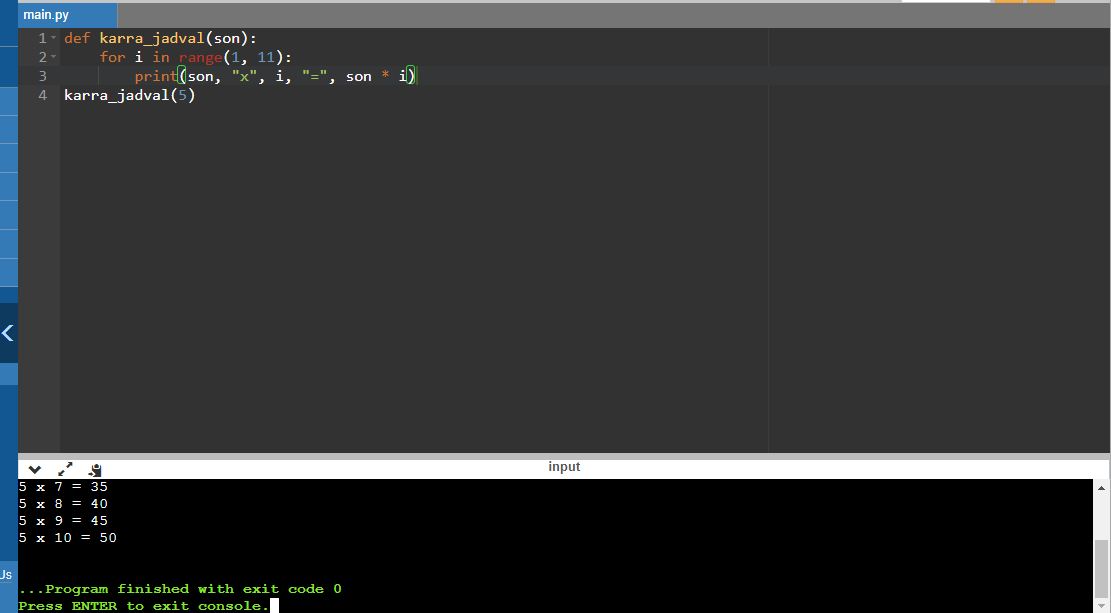 main.py
1 def karra_jadval(son):
2     for i in range(1, 11):
3         print(son, "x", i, "=", son * i)
4 karra_jadval(5)
input
5 x 7 = 35
5 x 8 = 40
5 x 9 = 45
5 x 10 = 50
Us
...Program finished with exit code 0
Press ENTER to exit console.